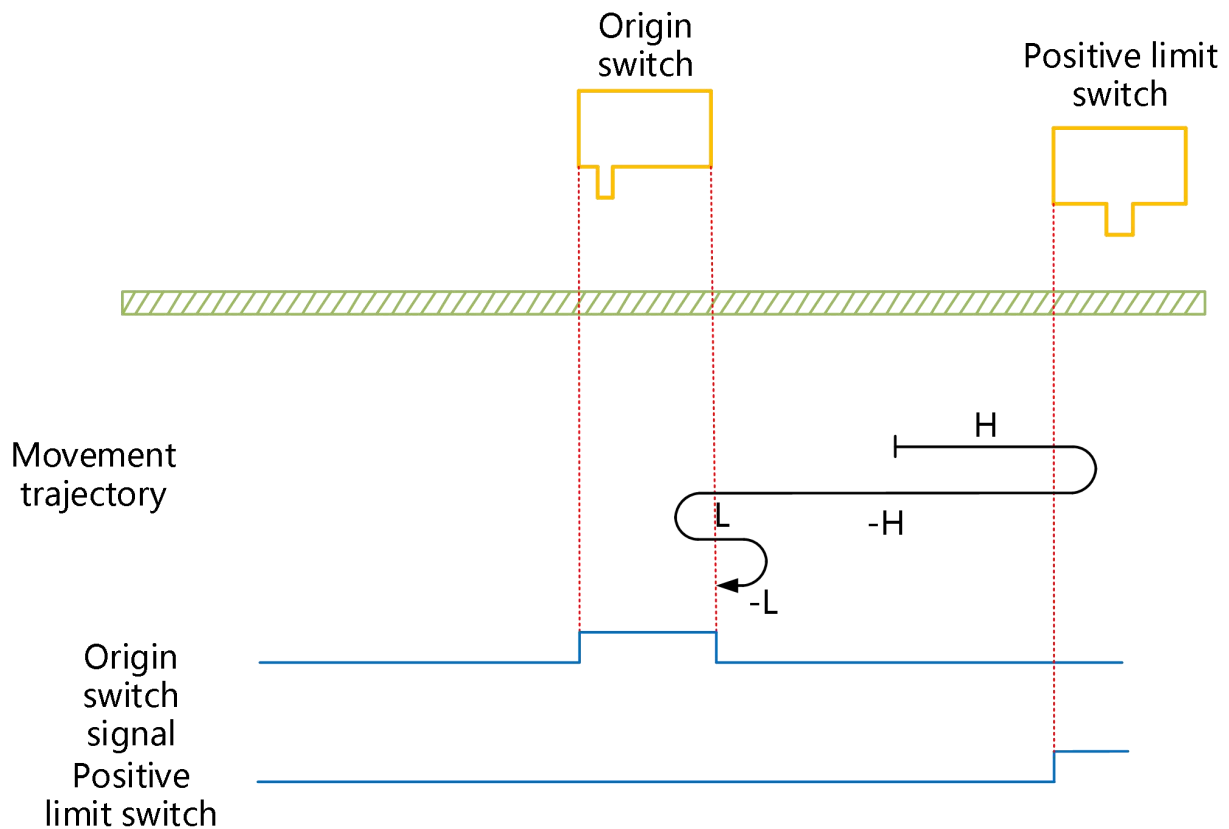 Origin
switch
Positive limit
switch
Movement
trajectory
H
L
-H
-L
Origin
switch
signal
Positive
limit switch